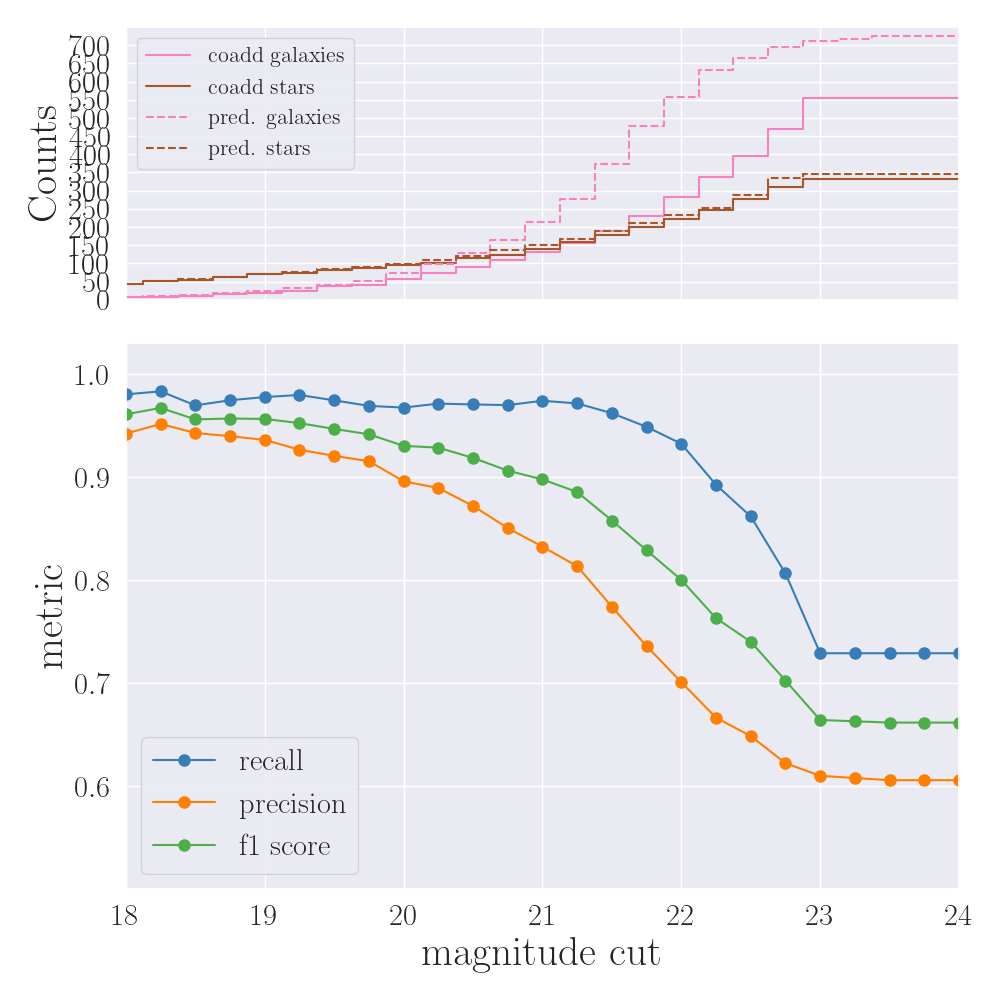 700
650
600
550
500
450
400
350
300
250
200
150
100
50
0
Counts
coadd galaxies
coadd stars
pred. galaxies
pred. stars
1.0
0.9
0.8
0.7
0.6
metric
recall
precision
f1 score
18 19 20 21 22 23 24
magnitude cut